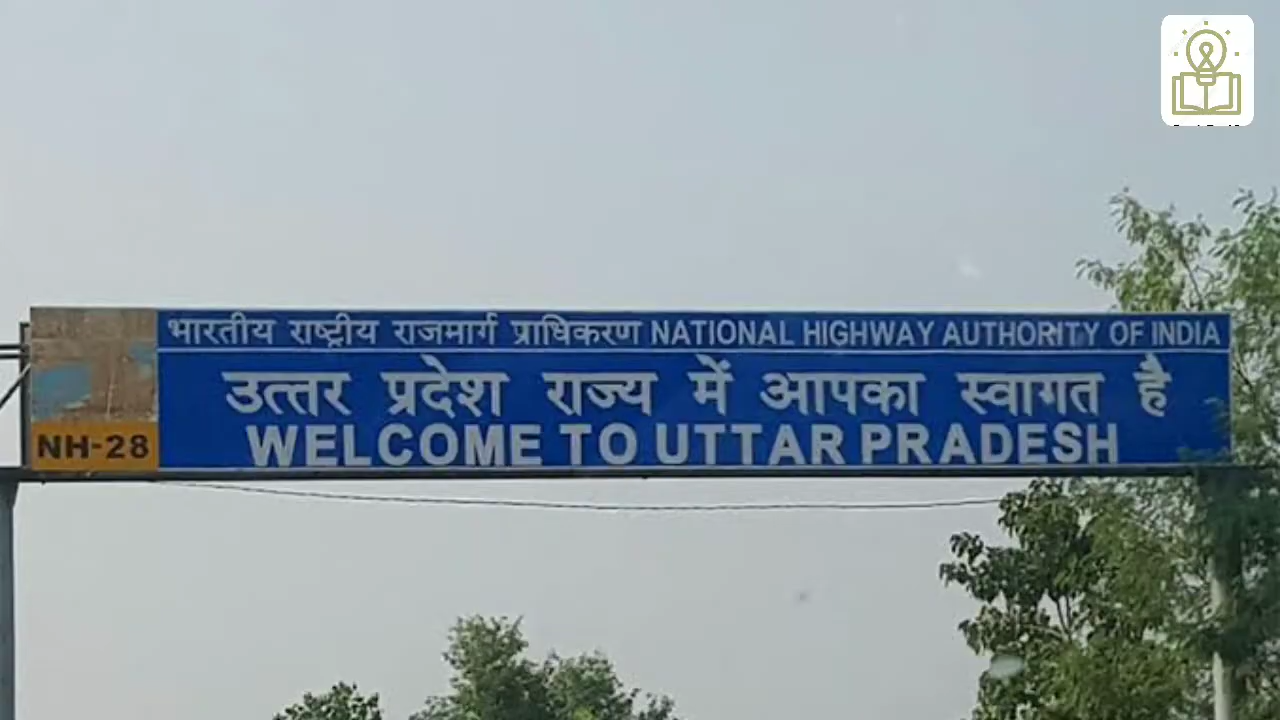 भारतीय राष्ट्रीय राजमार्ग प्राधिकरण NATIONAL HIGHWAY AUTHORITY OF INDIA
उत्तर प्रदेश राज्य में आपका स्वागत है
WELCOME TO UTTAR PRADESH
NH-28